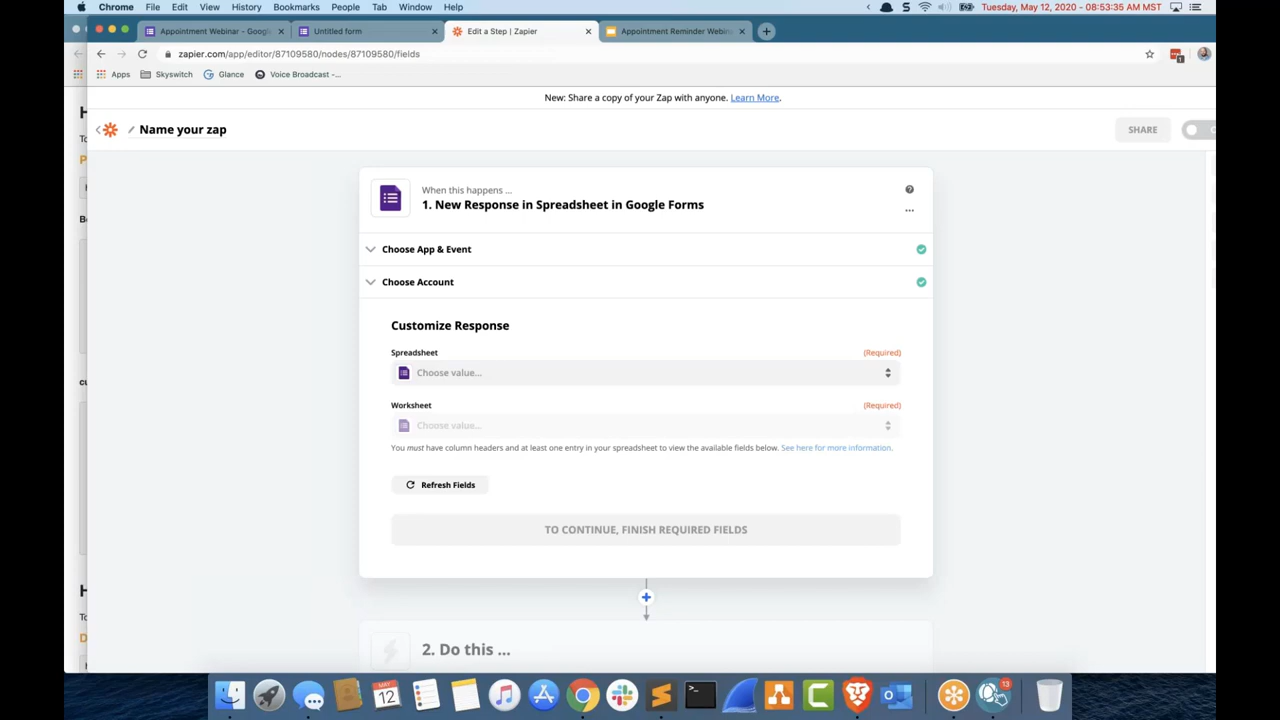 Chrome File Edit View History Bookmarks People Tab Window Help
Tuesday, May 12, 2020 - 08:53:35 AM MST
Appointment Webinar - Googl
Untitled form
Edit a Step | Zapier
Appointment Reminder Webin
zapier.com/app/editor/87109580/nodes/87109580/fields
1
Apps Skyswitch Glance Voice Broadcast -...
New: Share a copy of your Zap with anyone. Learn More.
Name your zap
SHARE
When this happens ...
1. New Response in Spreadsheet in Google Forms
Choose App & Event
Choose Account
Customize Response
Spreadsheet (Required)
Choose value...
Worksheet (Required)
Choose value...
You must have column headers and at least one entry in your spreadsheet to view the available fields below. See here for more information.
Refresh Fields
TO CONTINUE, FINISH REQUIRED FIELDS
2. Do this ...
MAY
12
13